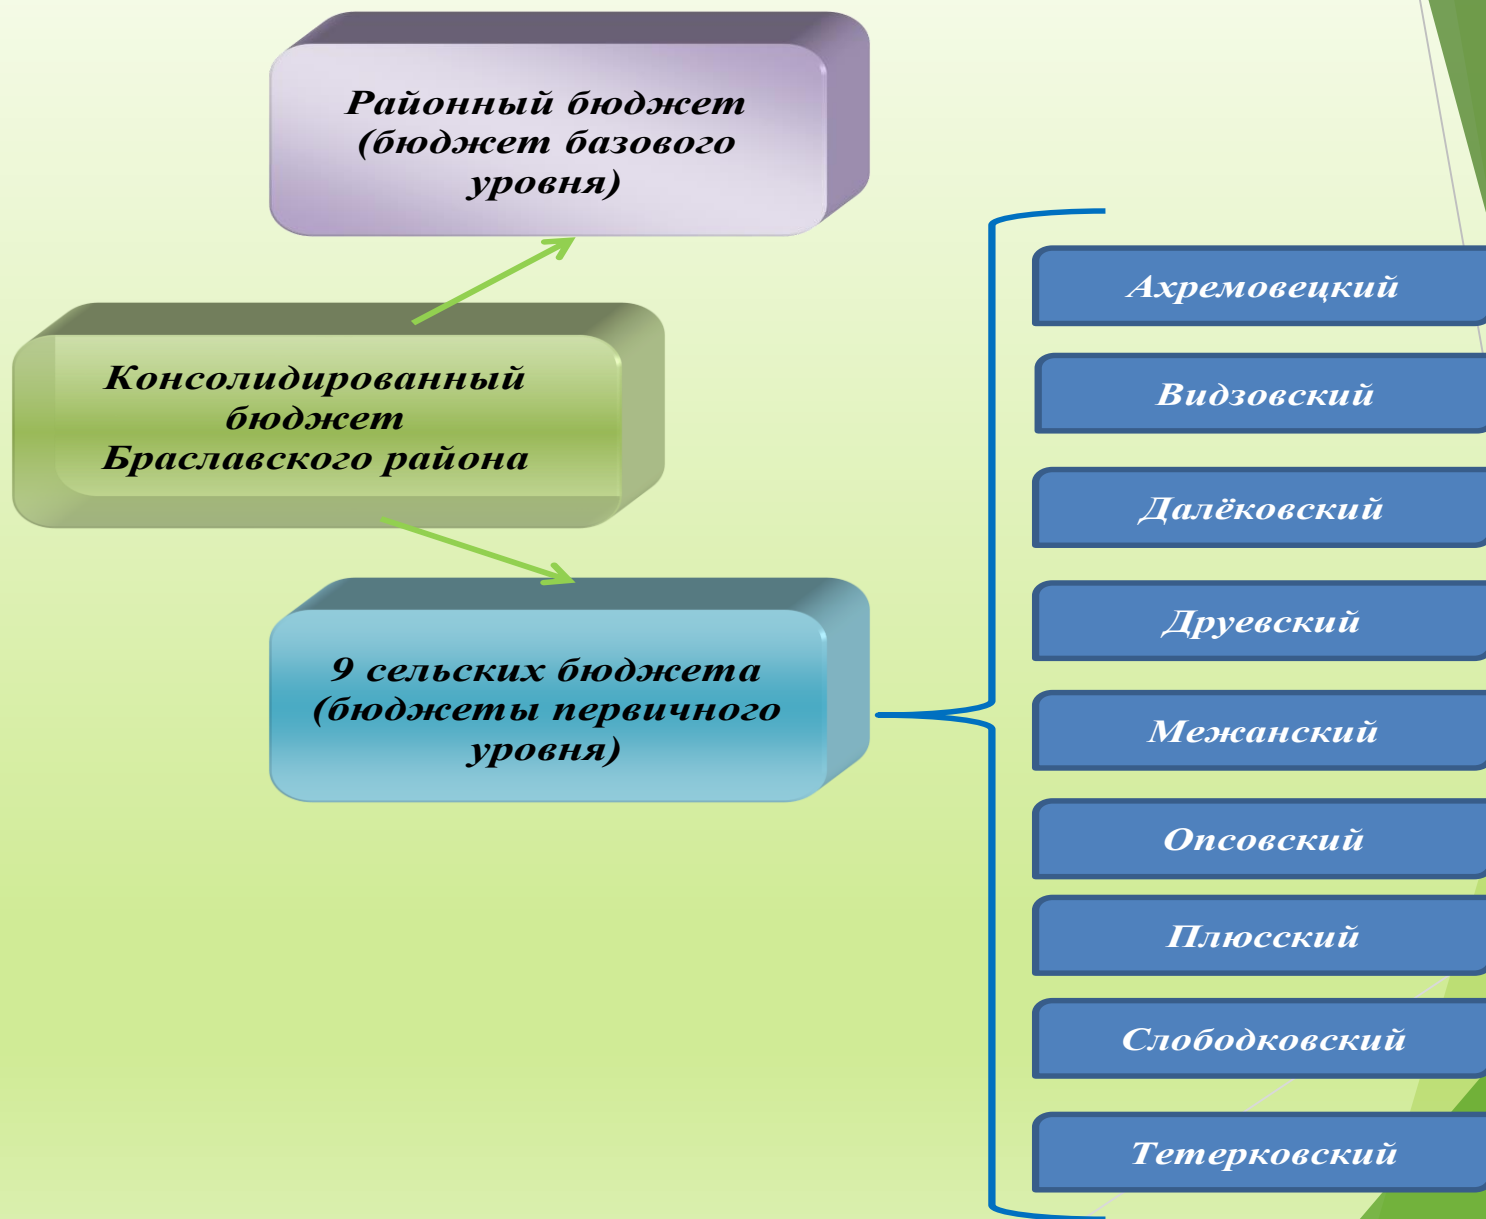 Районный бюджет
(бюджет базового
уровня)
Консолидированный
бюджет
Браславского района
9 сельских бюджета
(бюджеты первичного
уровня)
Ахремовецкий
Видзовский
Далёковский
Друевский
Межанский
Опсовский
Плюсский
Слободковский
Тетерковский